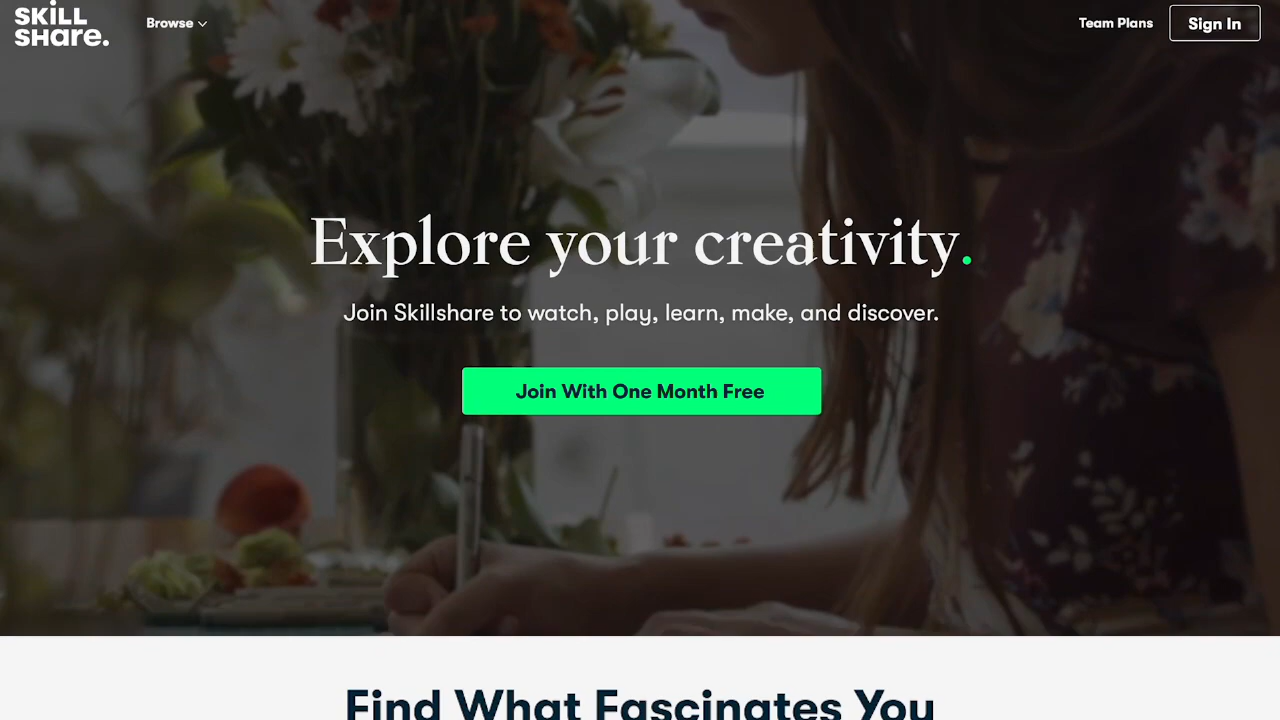 SKiLL
SHare.
Browse
Team Plans
Sign In
Explore your creativity.
Join Skillshare to watch, play, learn, make, and discover.
Join With One Month Free
Find What Fascinates You